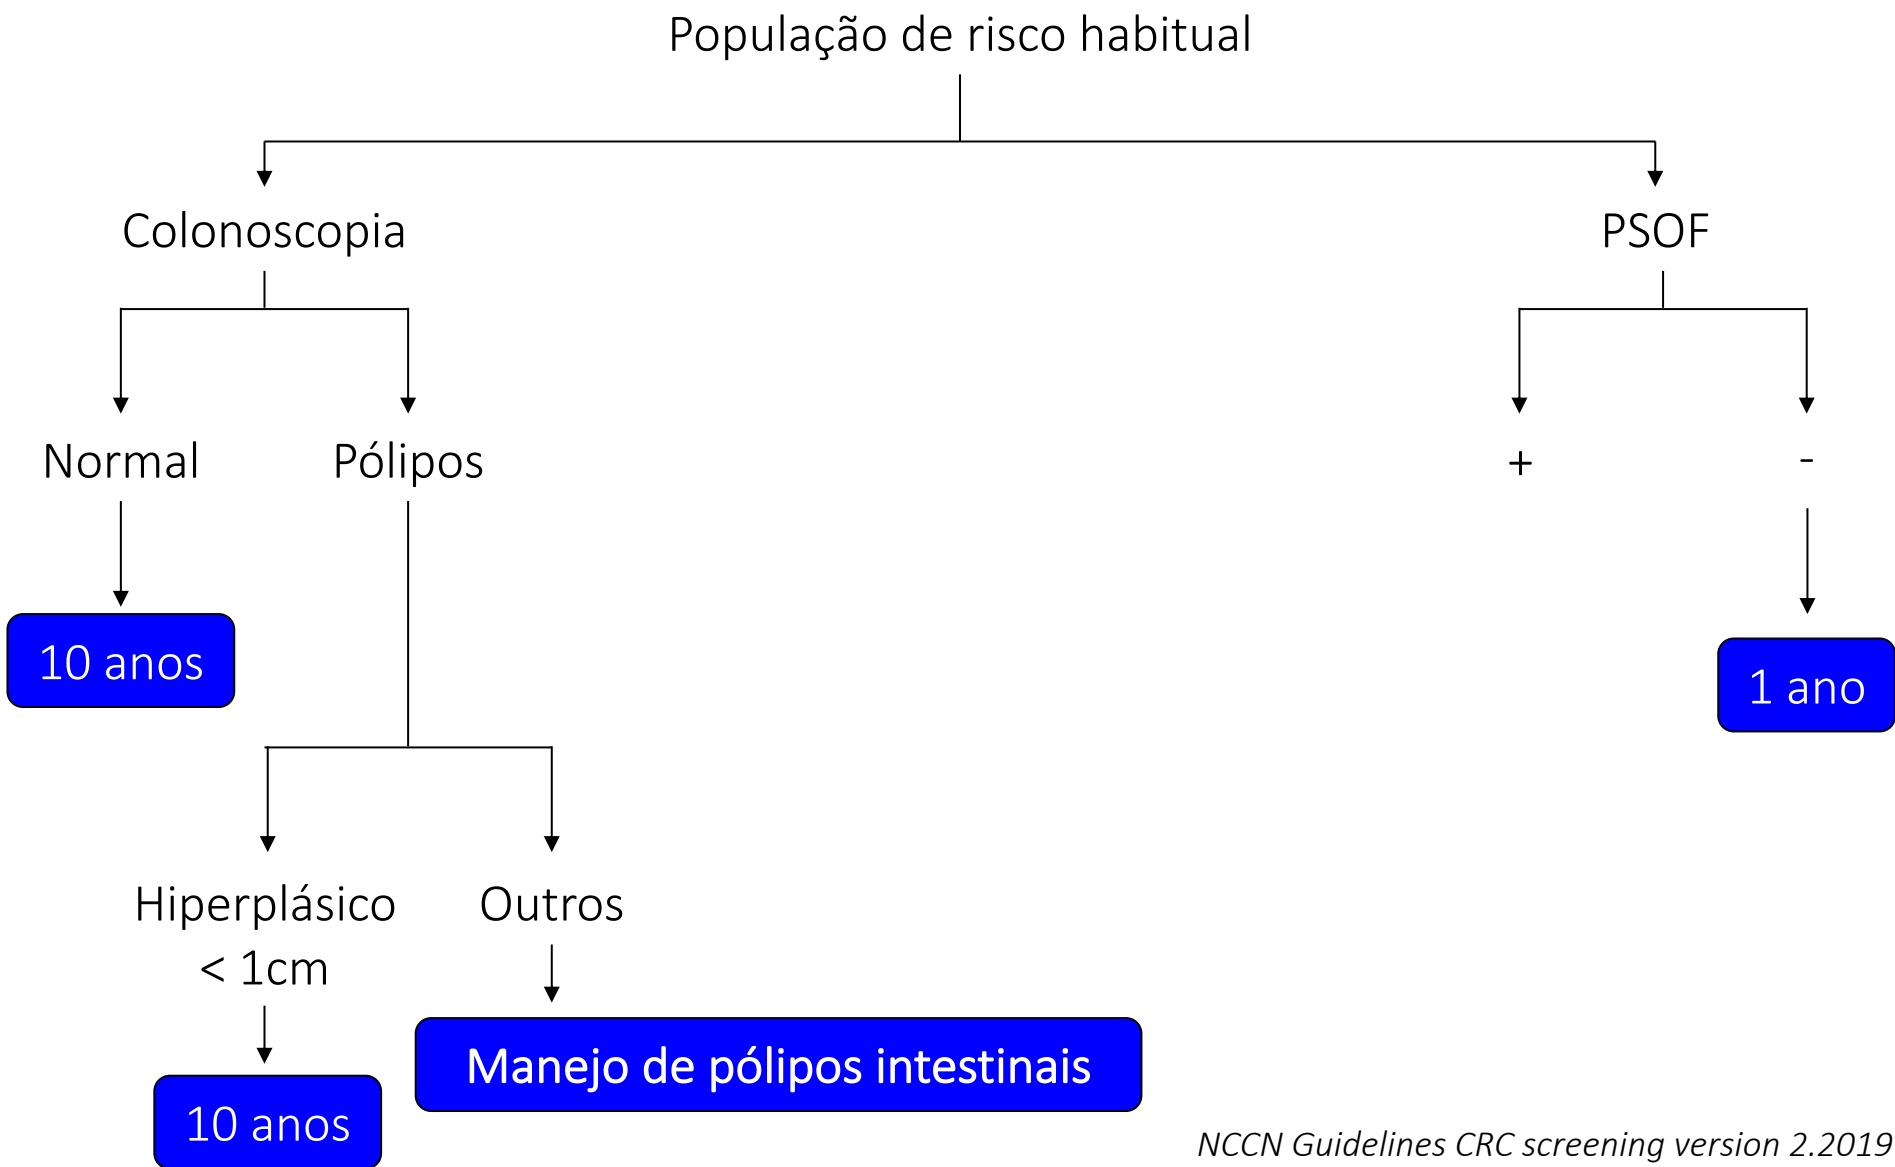 População de risco habitual
Colonoscopia
PSOF
Normal
Pólipos
+
-
10 anos
1 ano
Hiperplásico
< 1cm
Outros
Manejo de pólipos intestinais
10 anos
NCCN Guidelines CRC screening version 2.2019